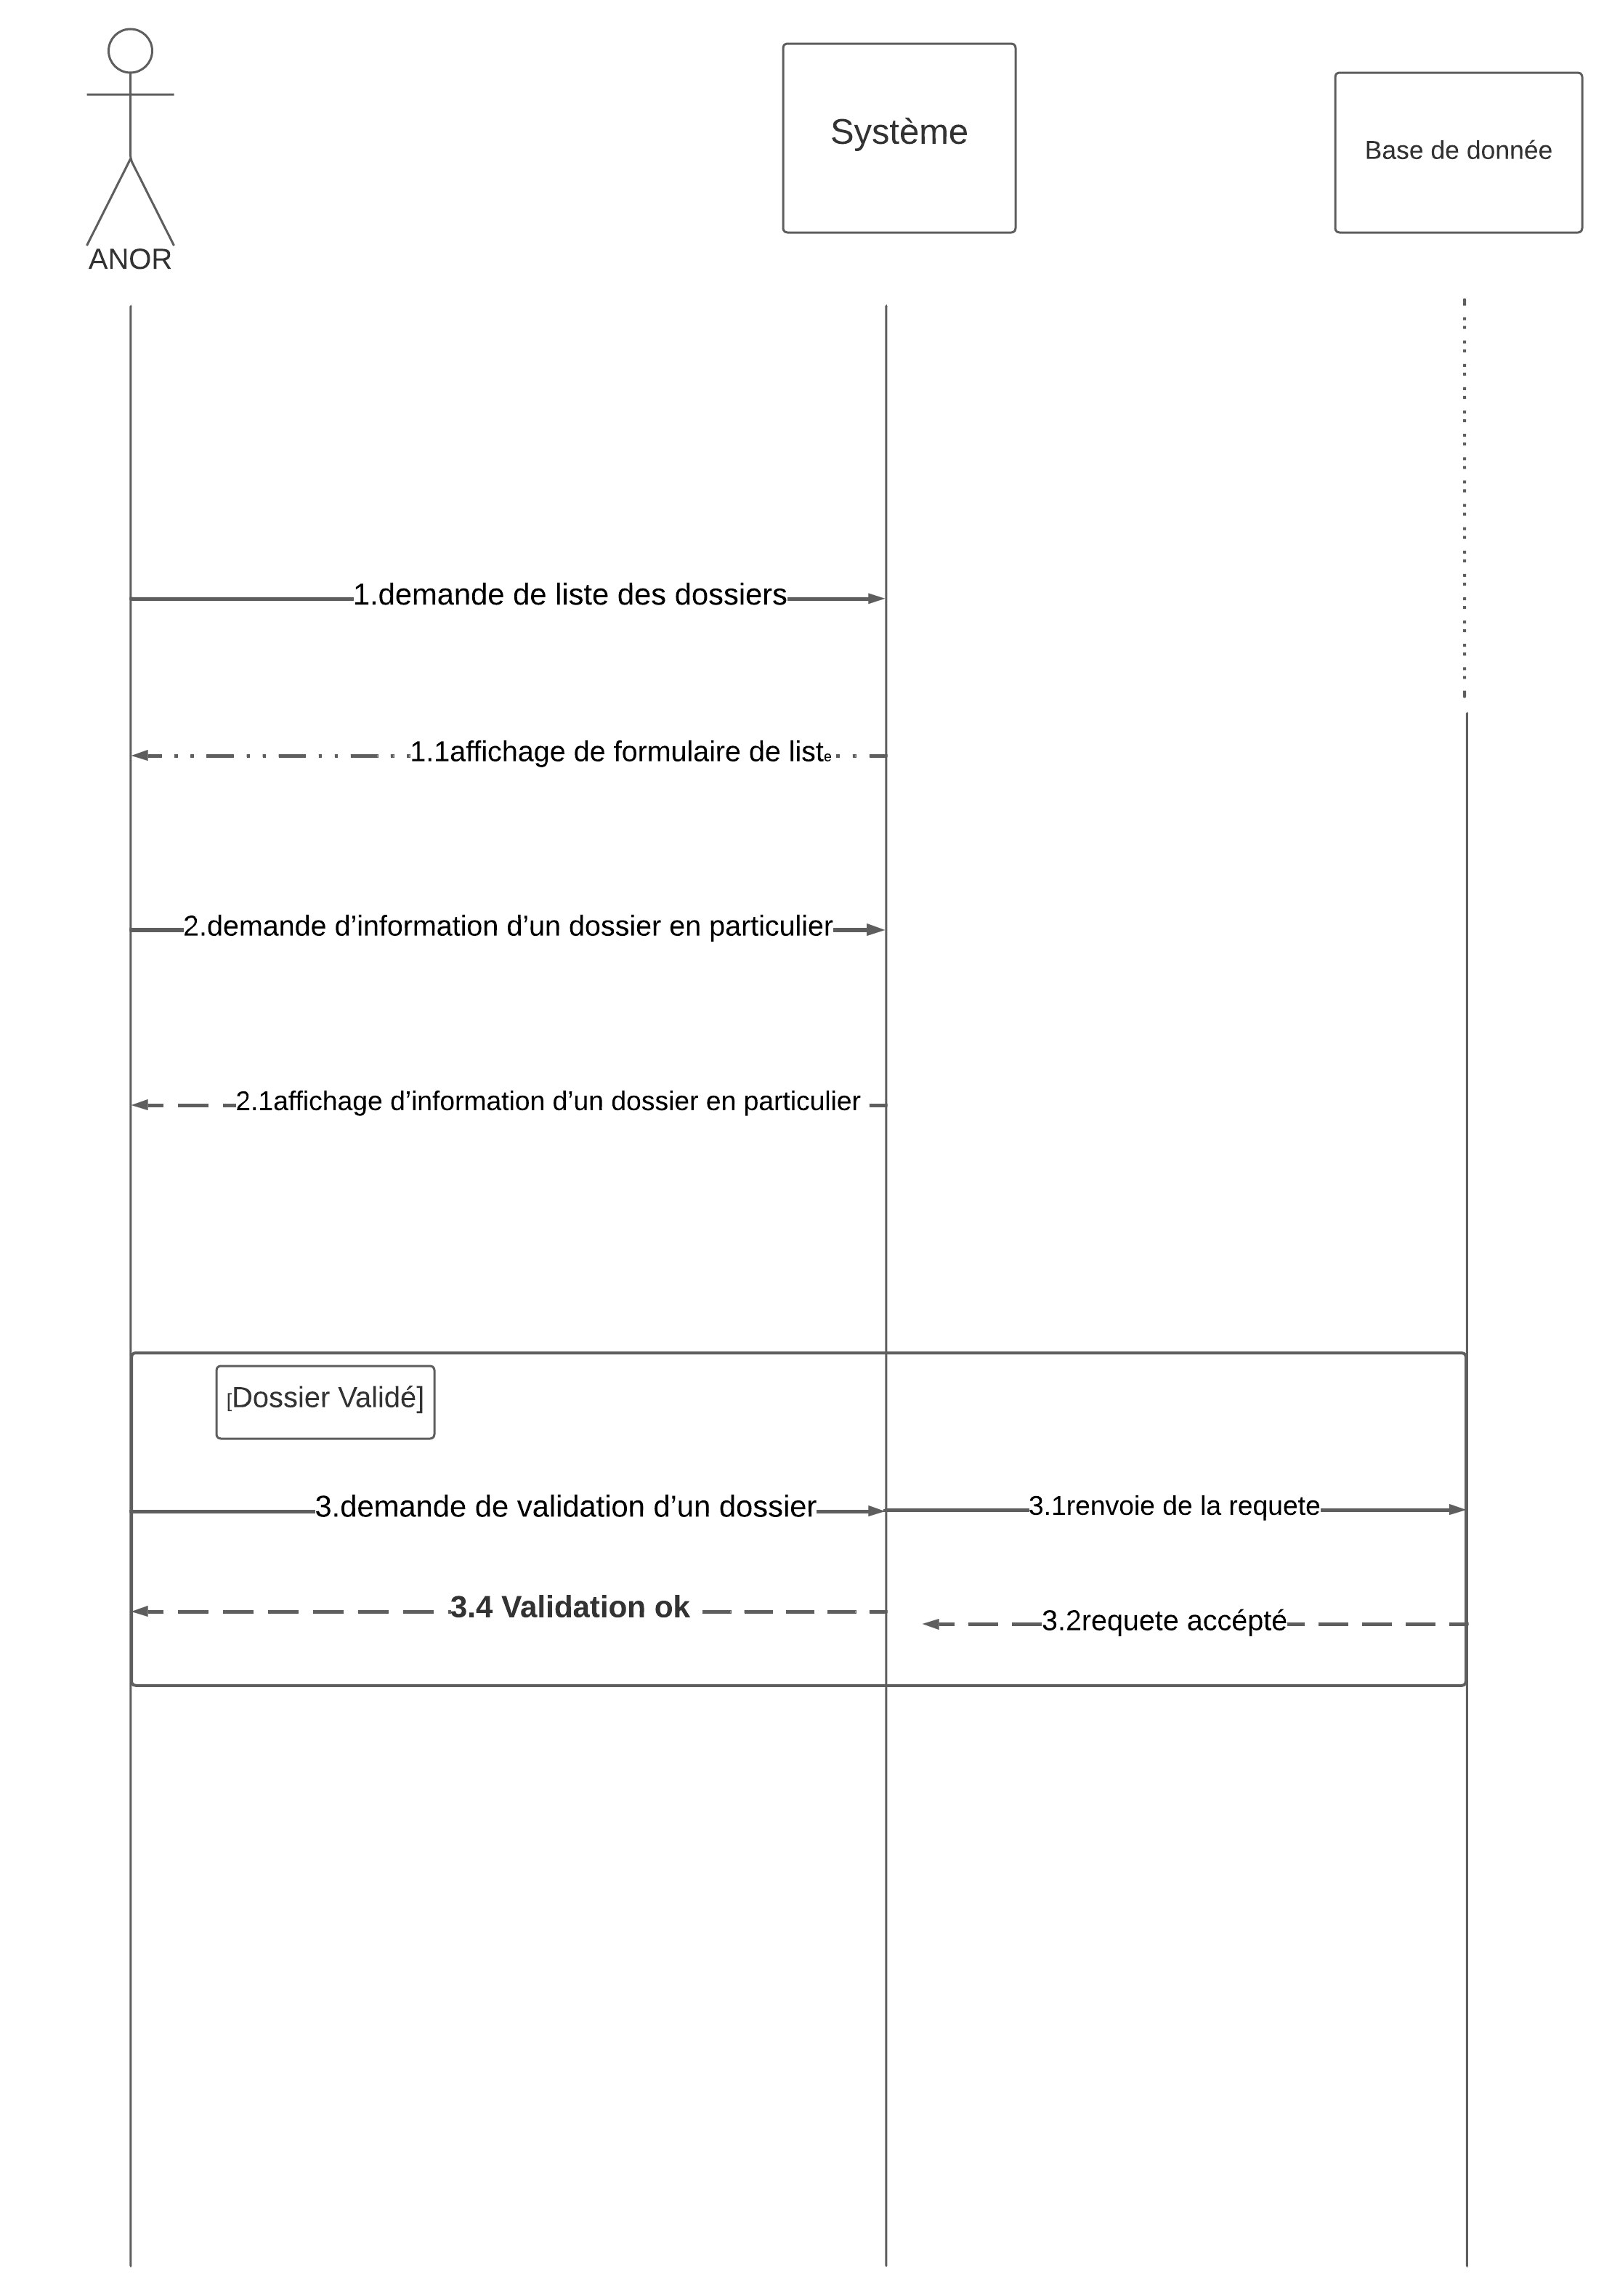 ANOR
Système
Base de donnée
1.demande de liste des dossiers
1.1affichage de formulaire de liste
2.demande d’information d’un dossier en particulier
2.1affichage d’information d’un dossier en particulier
[Dossier Validé]
3.demande de validation d’un dossier
3.1renvoie de la requete
3.4 Validation ok
3.2requete accépté